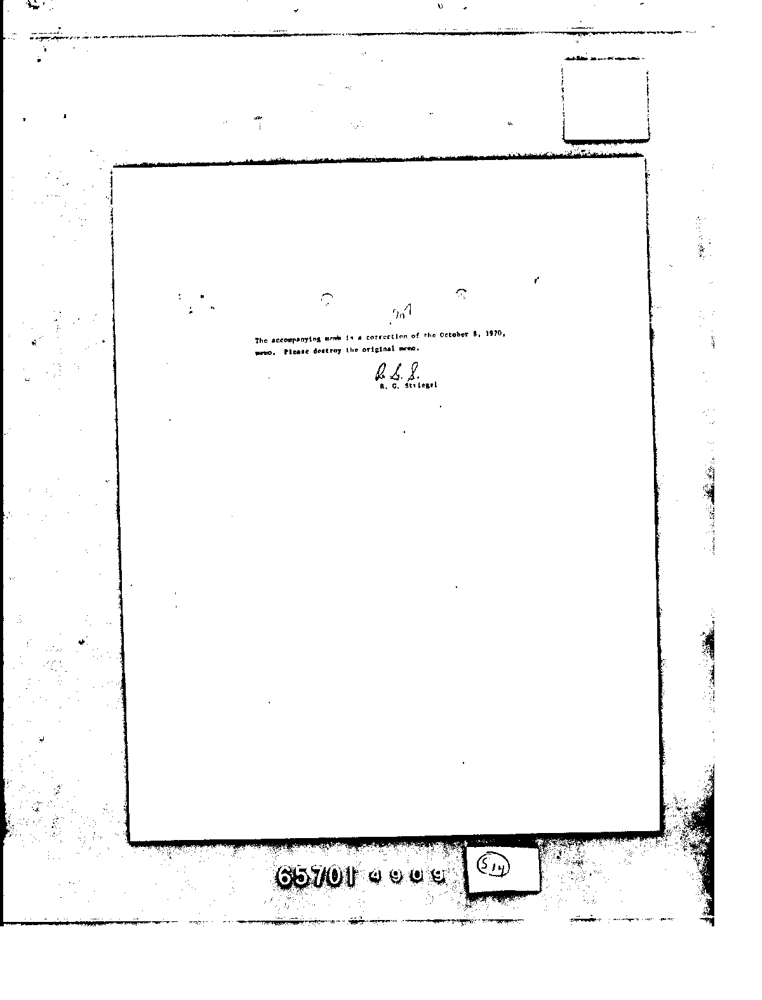 The accompanying memo is a correction of the October 8, 1970,
memo. Please destroy the original memo.
R. G. Striegel
65701 4909
514